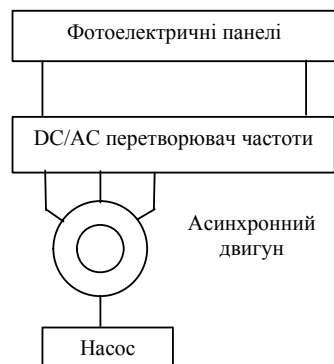 Фотоелектричні панелі
DC/AC перетворювач частоти
Асинхронний
двигун
Насос